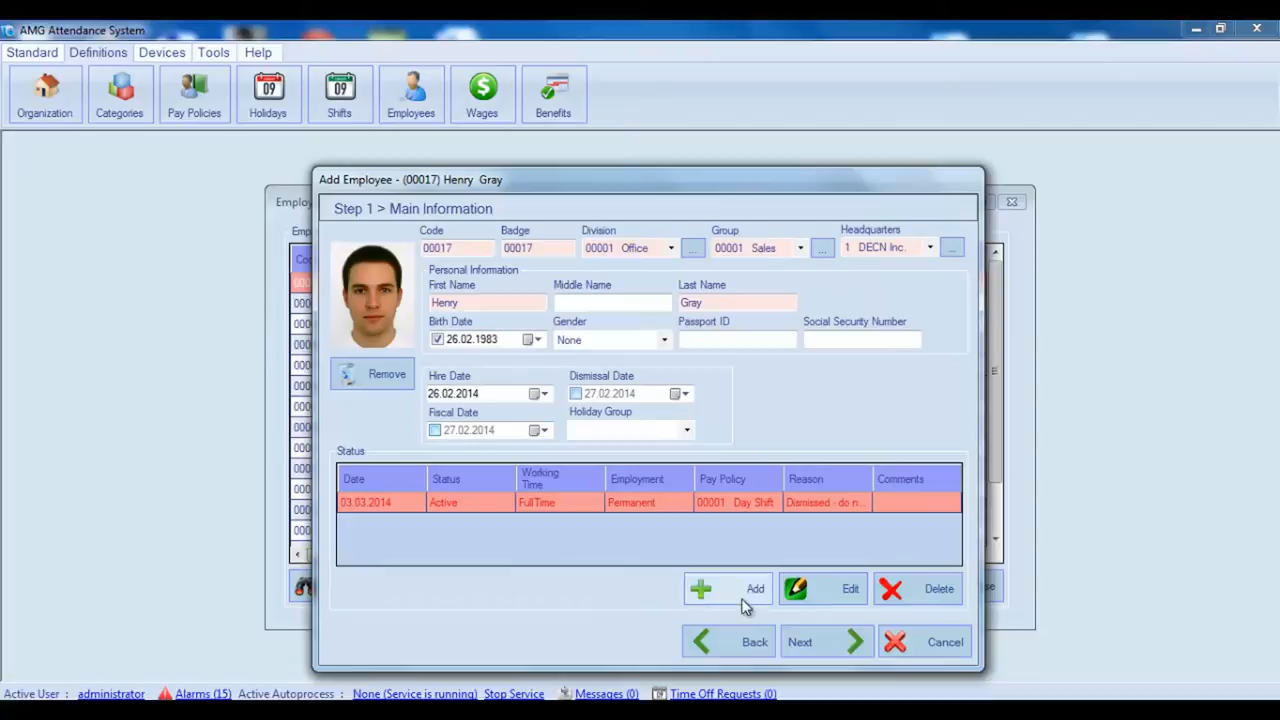 AMG Attendance System
Standard Definitions Devices Tools Help
Organization Categories Pay Policies Holidays Shifts Employees Wages Benefits
Add Employee - (00017) Henry Gray
Step 1 > Main Information
Code Badge Division Group Headquarters
00017 00017 00001 Office ... 00001 Sales ... 1 DECN Inc. ...
Personal Information
First Name Middle Name Last Name
Henry Gray
Birth Date Gender Passport ID Social Security Number
26.02.1983 None
Remove
Hire Date Dismissal Date
26.02.2014 27.02.2014
Fiscal Date Holiday Group
27.02.2014
Status
Date Status Working Time Employment Pay Policy Reason Comments
03.03.2014 Active FullTime Permanent 00001 Day Shift Dismissed - do n...
Add Edit Delete
Back Next Cancel
Active User : administrator Alarms (15) Active Autoprocess : None (Service is running) Stop Service Messages (0) Time Off Requests (0)